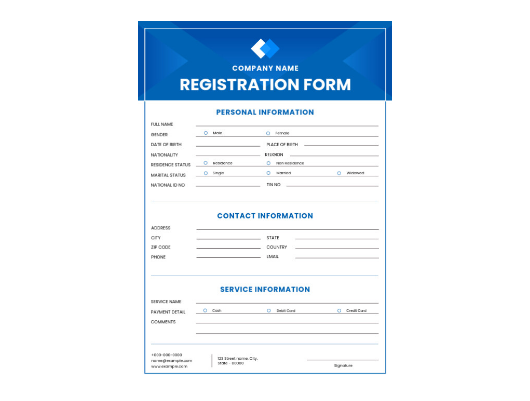 COMPANY NAME
REGISTRATION FORM
PERSONAL INFORMATION
FULL NAME
GENDER Male Female
DATE OF BIRTH PLACE OF BIRTH
NATIONALITY RELIGION
RESIDENCE STATUS Residence Non Residence
MARITAL STATUS Single Married Widowed
NATIONAL ID NO TIN NO
CONTACT INFORMATION
ADDRESS
CITY STATE
ZIP CODE COUNTRY
PHONE EMAIL
SERVICE INFORMATION
SERVICE NAME
PAYMENT DETAIL Cash Debit Card Credit Card
COMMENTS
name@example.com
www.example.com
123 Street name, City,
State - 00000
Signature